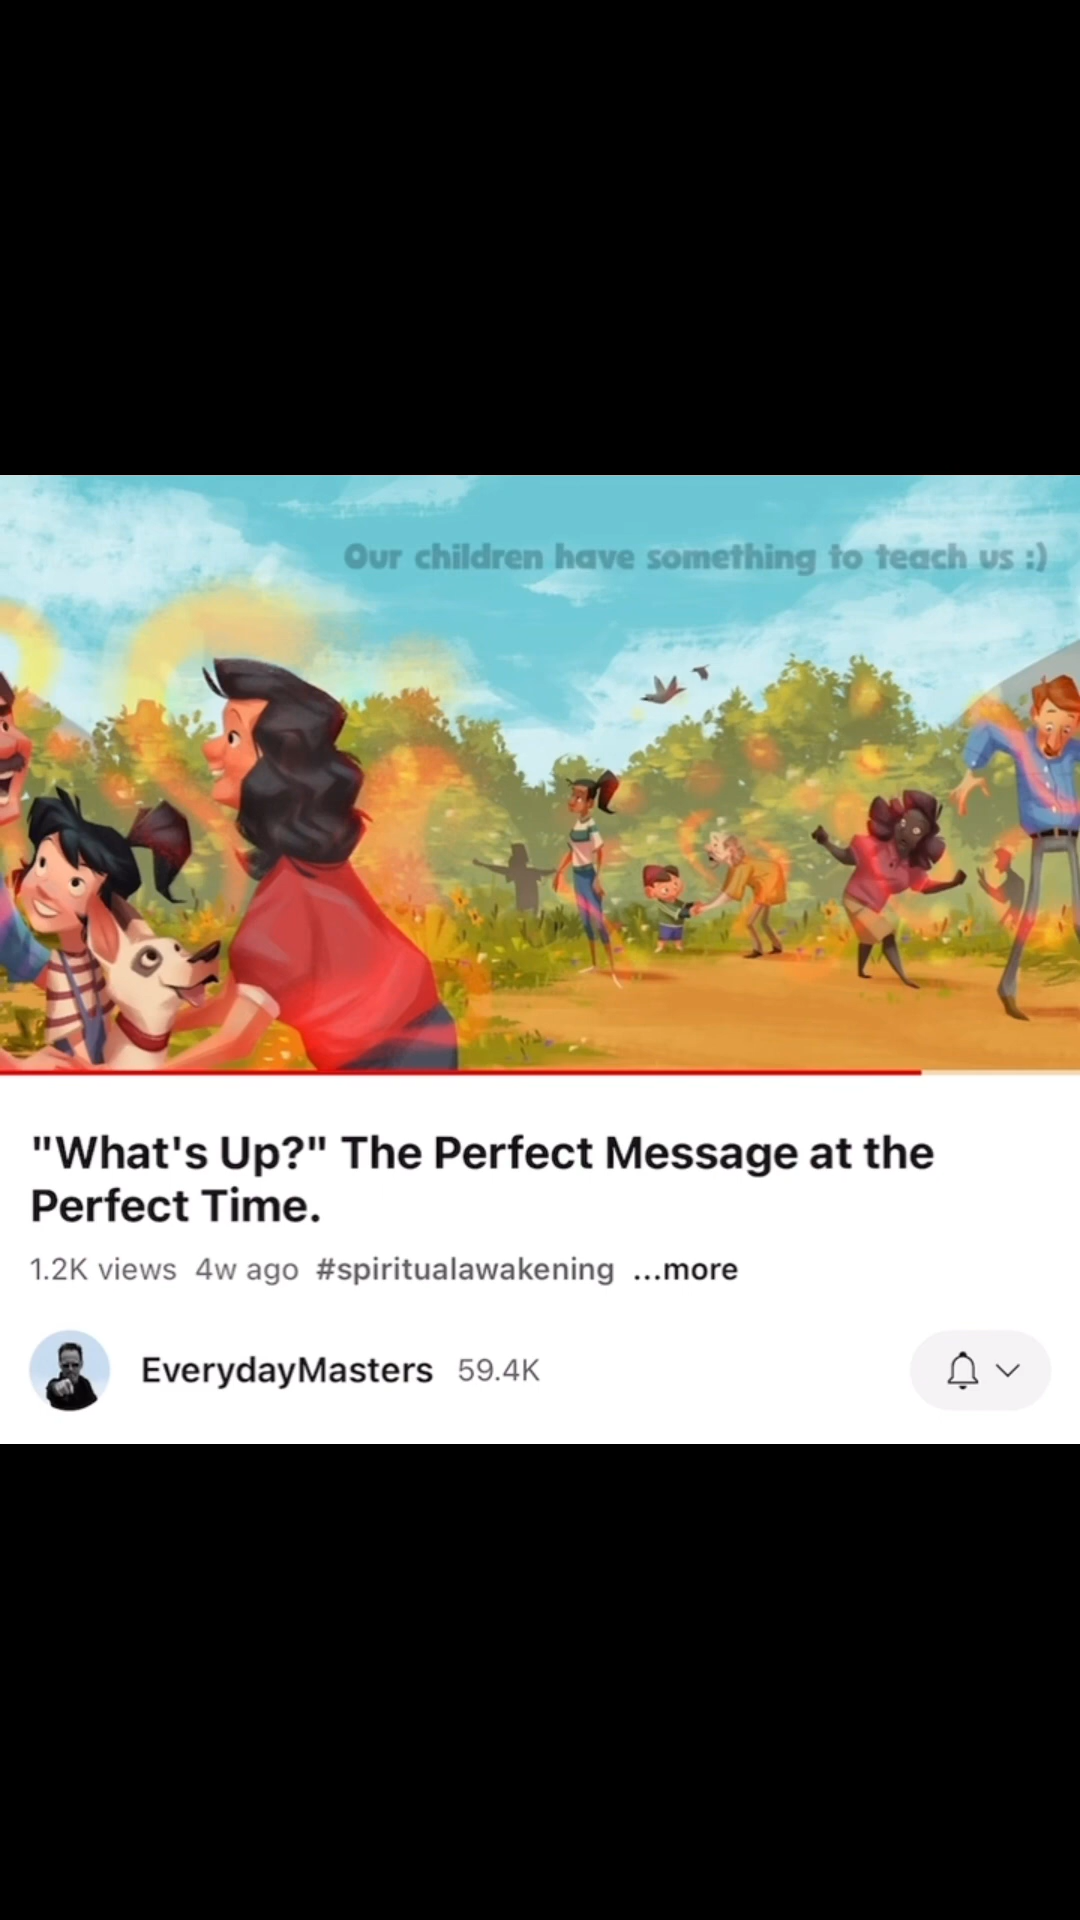 Our children have something to teach us :)
"What's Up?" The Perfect Message at the
Perfect Time.
1.2K views 4w ago #spiritualawakening ...more
EverydayMasters 59.4K